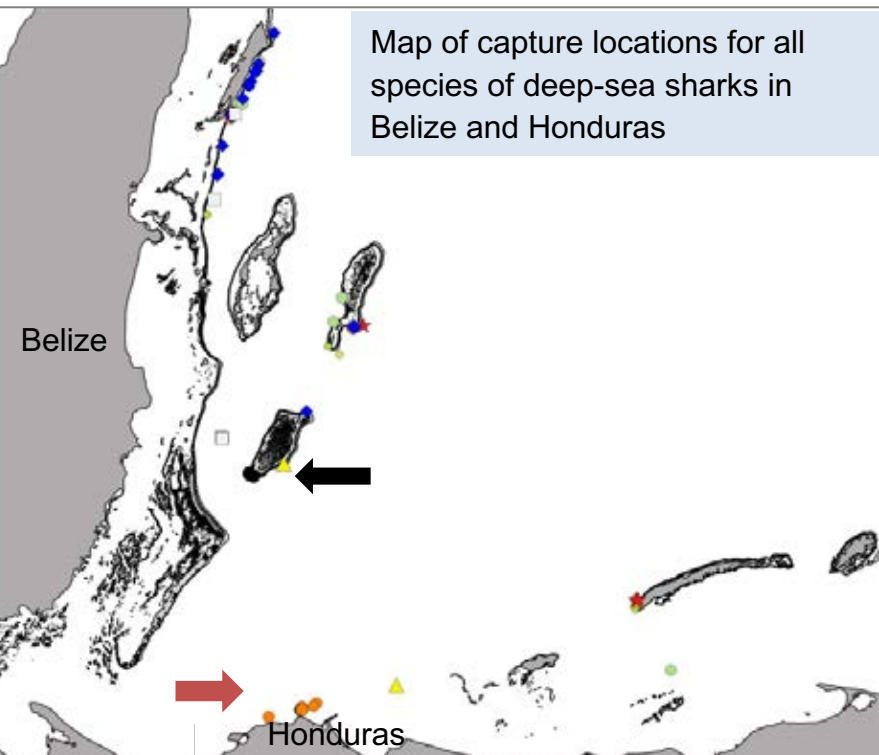 Map of capture locations for all
species of deep-sea sharks in
Belize and Honduras
Belize
Honduras